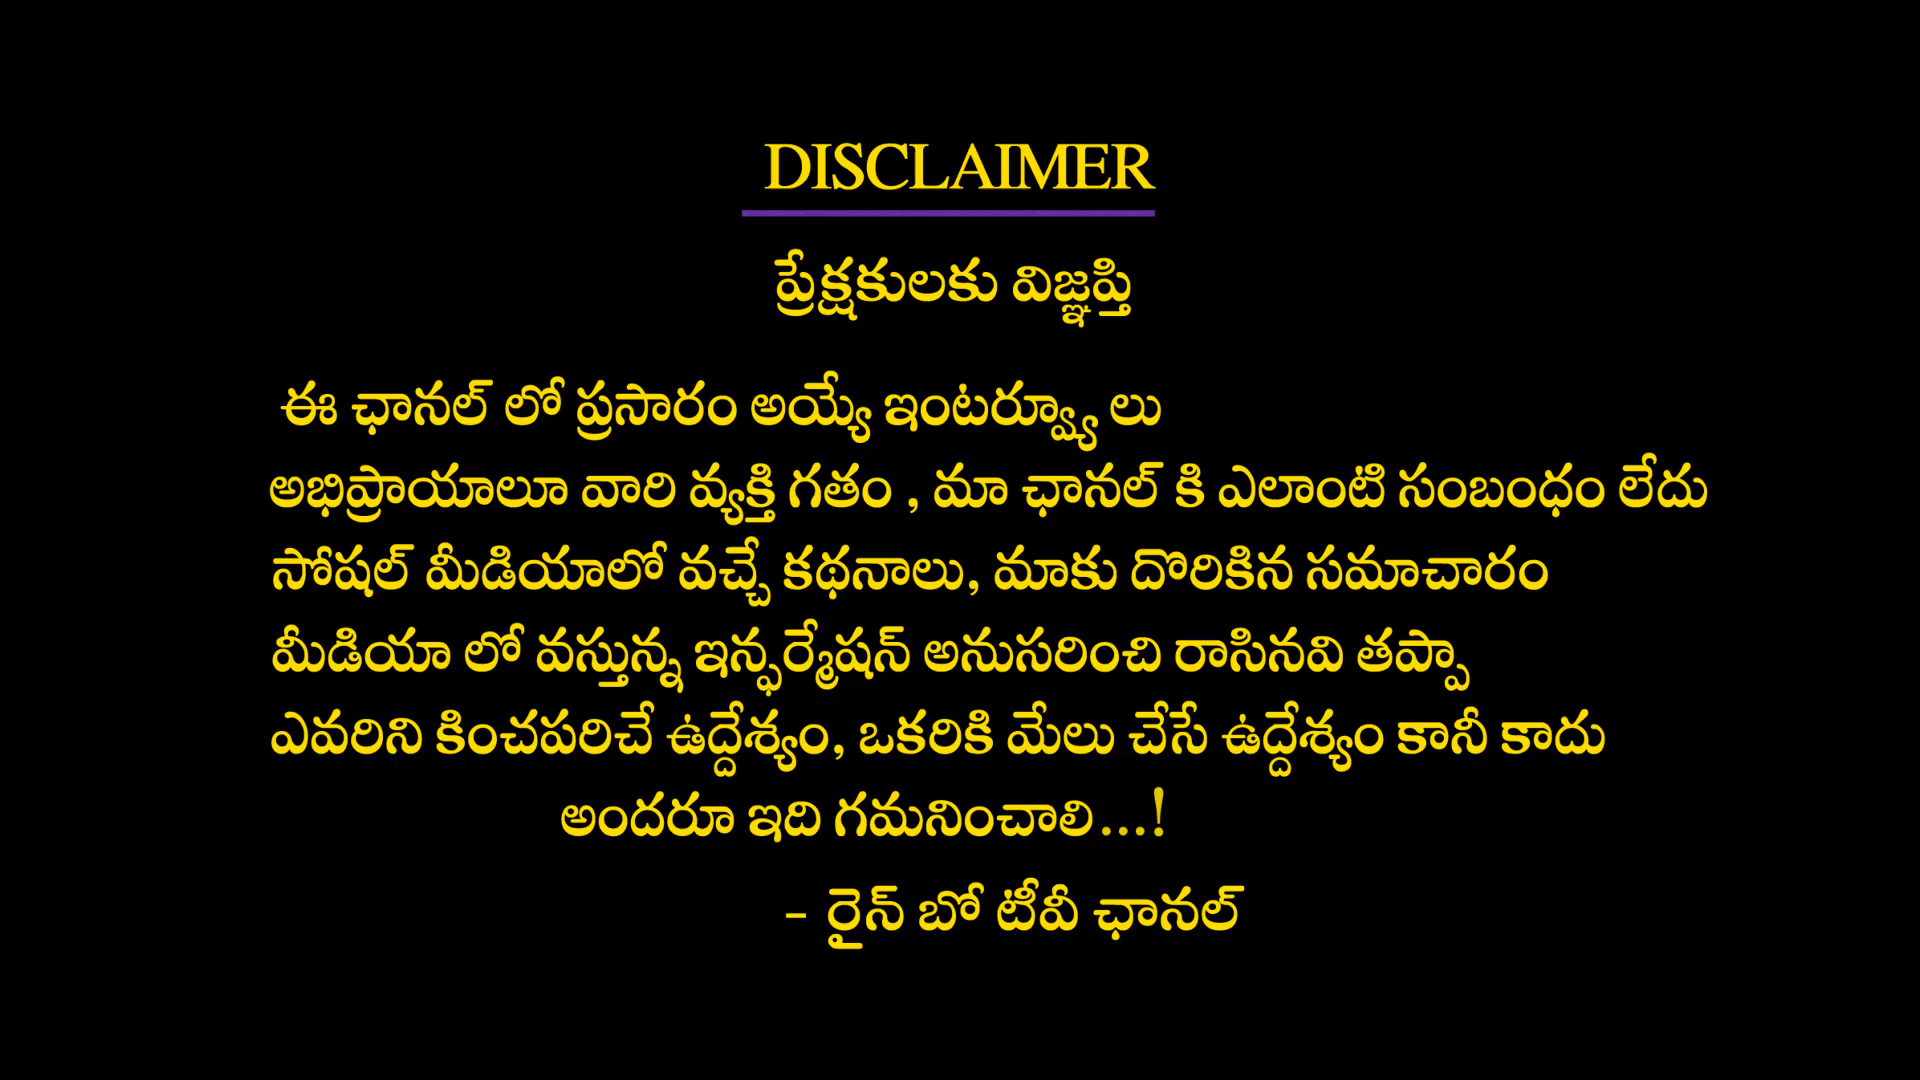 DISCLAIMER
ప్రేక్షకులకు విజ్ఞప్తి
ఈ ఛానల్ లో ప్రసారం అయ్యే ఇంటర్వ్యూ లు
అభిప్రాయాలూ వారి వ్యక్తి గతం , మా ఛానల్ కి ఎలాంటి సంబంధం లేదు
సోషల్ మీడియాలో వచ్చే కథనాలు, మాకు దొరికిన సమాచారం
మీడియా లో వస్తున్న ఇన్ఫర్మేషన్ అనుసరించి రాసినవి తప్పా
ఎవరిని కించపరిచే ఉద్దేశ్యం, ఒకరికి మేలు చేసే ఉద్దేశ్యం కానీ కాదు
అందరూ ఇది గమనించాలి...!
- రైన్ బో టీవీ ఛానల్